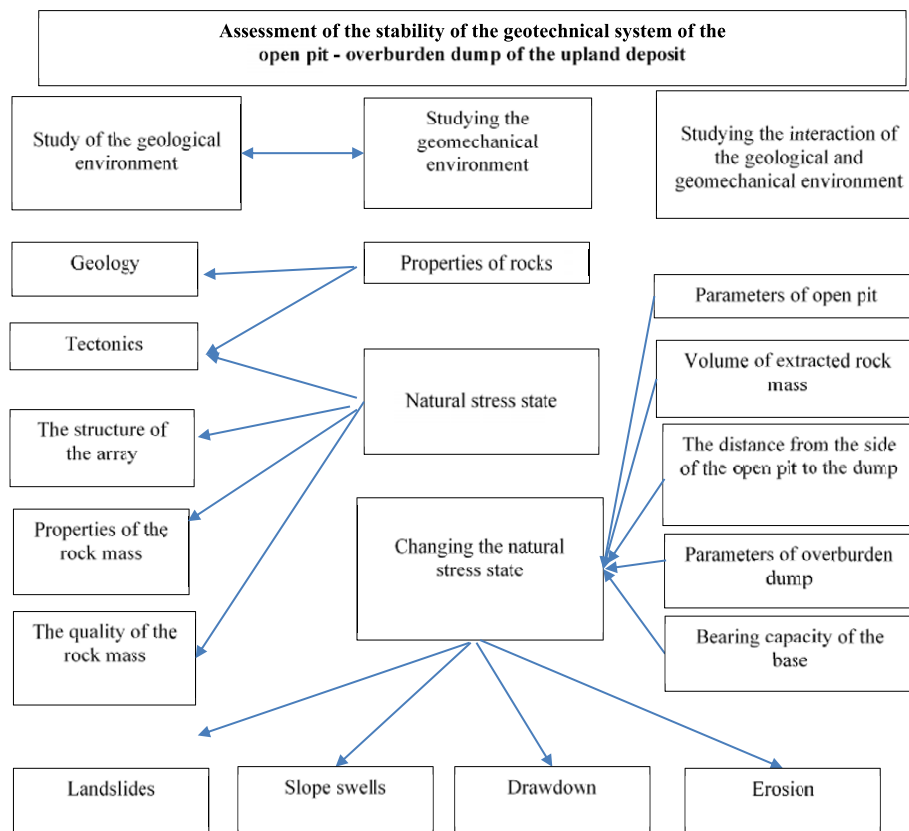 Assessment of the stability of the geotechnical system of the
open pit - overburden dump of the upland deposit
Study of the geological
environment
Studying the
geomechanical
environment
Studying the interaction of
the geological and
geomechanical environment
Geology
Properties of rocks
Parameters of open pit
Tectonics
Natural stress state
Volume of extracted rock
mass
The structure of
the array
The distance from the side
of the open pit to the dump
Properties of the
rock mass
Changing the natural
stress state
Parameters of overburden
dump
The quality of the
rock mass
Bearing capacity of the
base
Landslides
Slope swells
Drawdown
Erosion